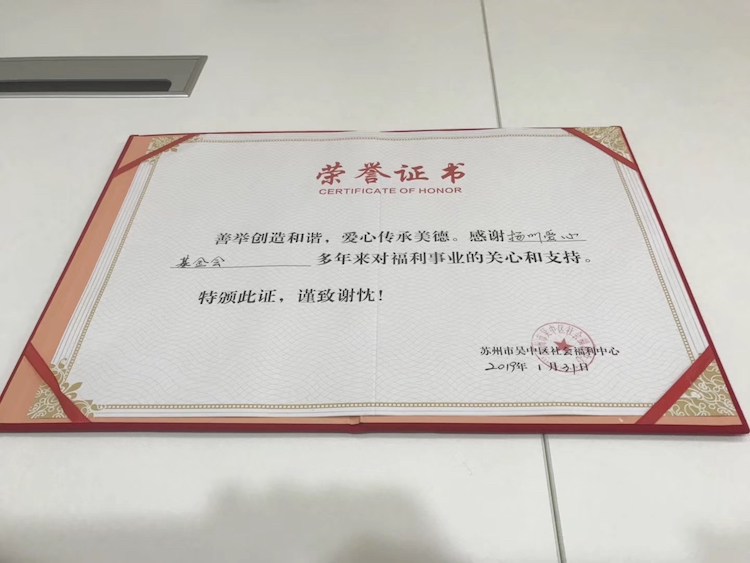 荣誉证书
CERTIFICATE OF HONOR
善举创造和谐，爱心传承美德。感谢扬州爱心
基金会 多年来对福利事业的关心和支持。
特颁此证，谨致谢忱！
苏州市吴中区社会福利中心
2019年1月31日